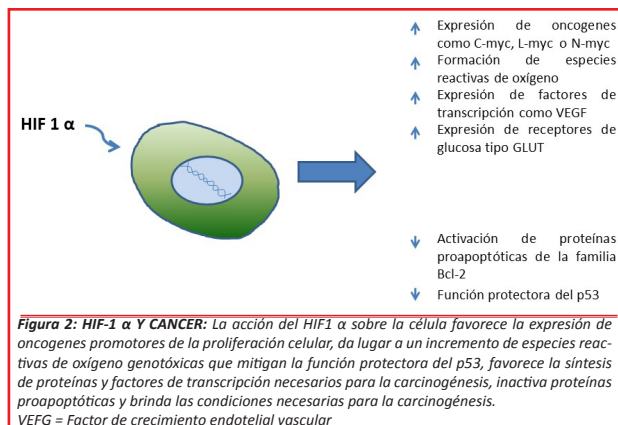 HIF 1 α
Expresión de oncogenes
como C-myc, L-myc o N-myc
Formación de especies
reactivas de oxígeno
Expresión de factores de
transcripción como VEGF
Expresión de receptores de
glucosa tipo GLUT
Activación de proteínas
proapoptóticas de la familia
Bcl-2
Función protectora del p53
Figura 2: HIF-1 α Y CANCER: La acción del HIF1 α sobre la célula favorece la expresión de
oncogenes promotores de la proliferación celular, da lugar a un incremento de especies reac-
tivas de oxígeno genotóxicas que mitigan la función protectora del p53, favorece la síntesis
de proteínas y factores de transcripción necesarios para la carcinogénesis, inactiva proteínas
proapoptóticas y brinda las condiciones necesarias para la carcinogénesis.
VEFG = Factor de crecimiento endotelial vascular